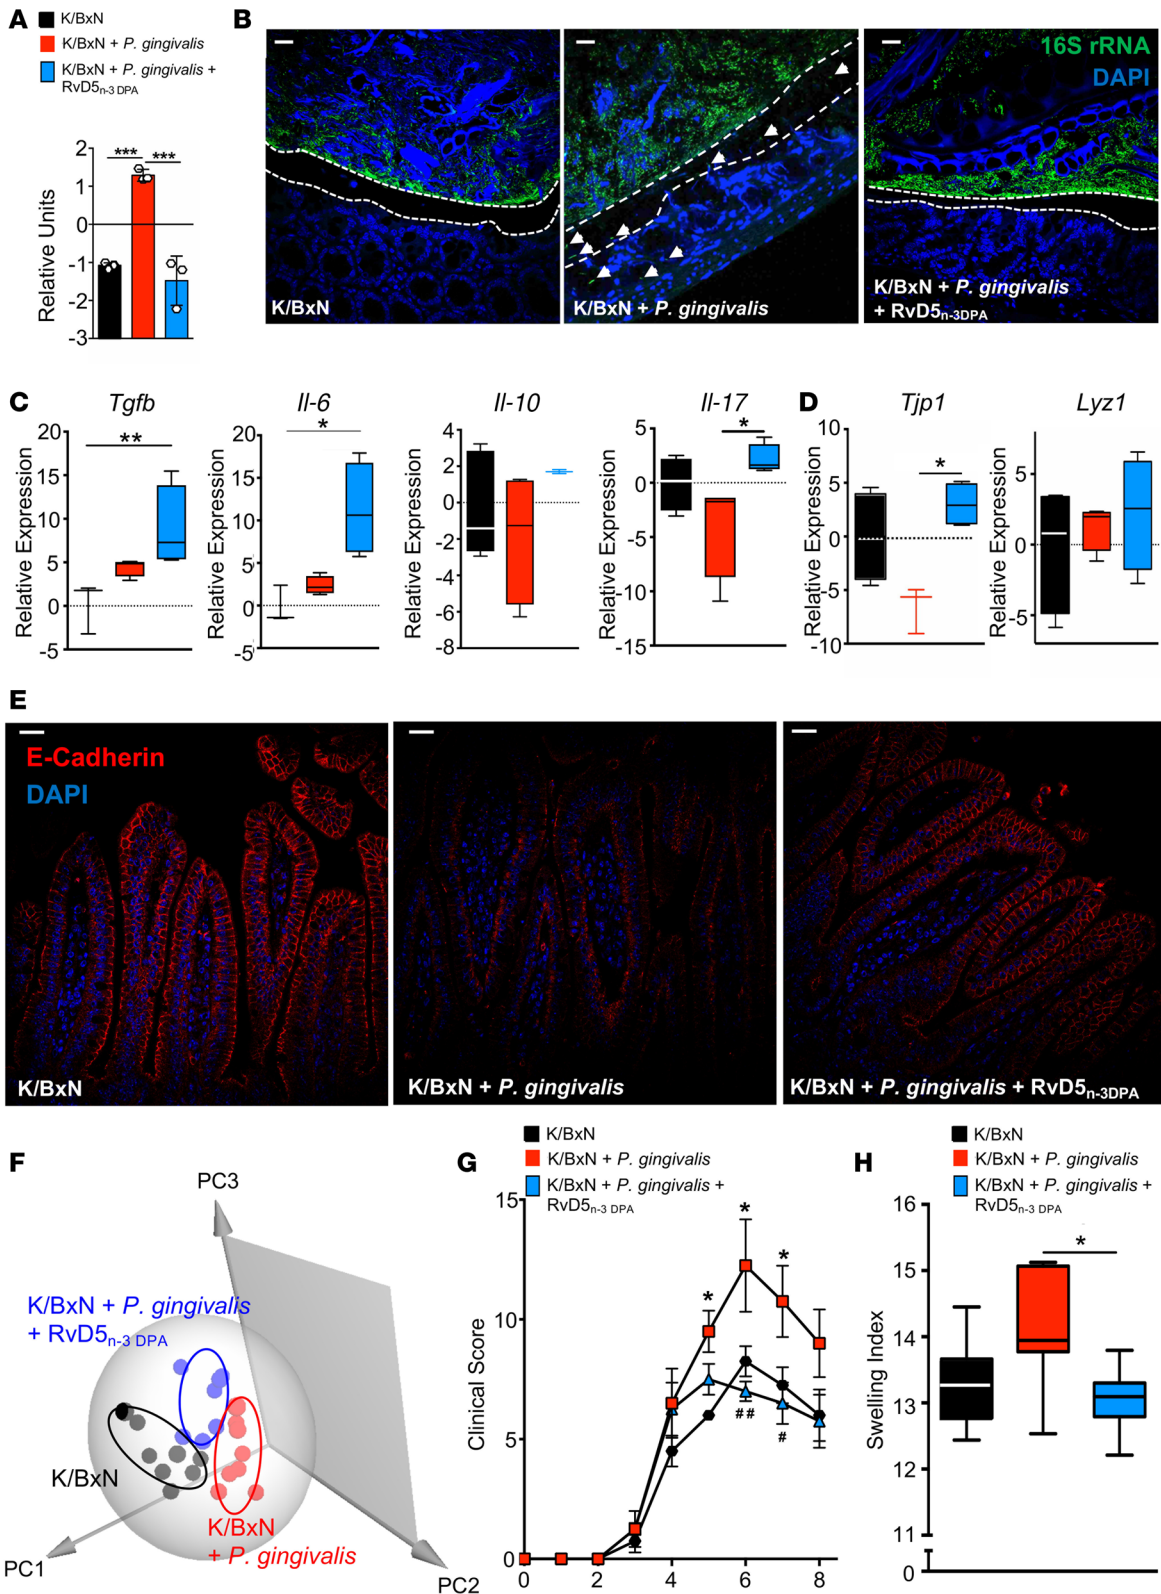 A
K/BxN
K/BxN + P. gingivalis
K/BxN + P. gingivalis +
RvD5n-3 DPA
Relative Units
2
1
0
-1
-2
-3
***
***
B
16S rRNA
DAPI
K/BxN
K/BxN + P. gingivalis
K/BxN + P. gingivalis
+ RvD5n-3DPA
C
Tgfb
Relative Expression
20
15
10
5
0
-5
**
Il-6
Relative Expression
20
15
10
5
0
-5
*
Il-10
Relative Expression
4
2
0
-2
-4
-6
-8
Il-17
Relative Expression
5
0
-5
-10
-15
*
D
Tjp1
Relative Expression
10
5
0
-5
-10
*
Lyz1
Relative Expression
5
0
-5
E
E-Cadherin
DAPI
K/BxN
K/BxN + P. gingivalis
K/BxN + P. gingivalis + RvD5n-3DPA
F
PC3
K/BxN + P. gingivalis
+ RvD5n-3 DPA
K/BxN
K/BxN
+ P. gingivalis
PC1
PC2
G
K/BxN
K/BxN + P. gingivalis
K/BxN + P. gingivalis +
RvD5n-3 DPA
Clinical Score
15
10
5
0
*
*
*
##
#
0 2 4 6 8
H
K/BxN
K/BxN + P. gingivalis
K/BxN + P. gingivalis +
RvD5n-3 DPA
Swelling Index
16
15
14
13
12
11
0
*